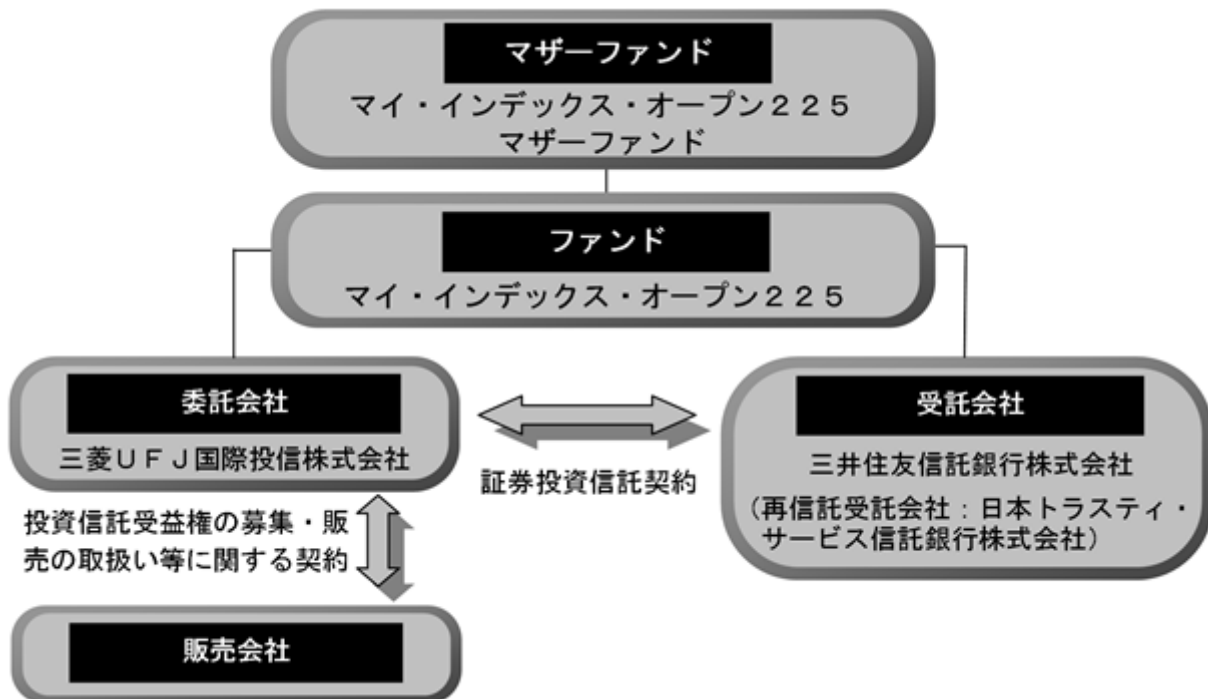 マザーファンド
マイ・インデックス・オープン２２５
マザーファンド
ファンド
マイ・インデックス・オープン２２５
委託会社
三菱ＵＦＪ国際投信株式会社
証券投資信託契約
受託会社
三井住友信託銀行株式会社
（再信託受託会社：日本トラスティ・
サービス信託銀行株式会社）
投資信託受益権の募集・販
売の取扱い等に関する契約
販売会社